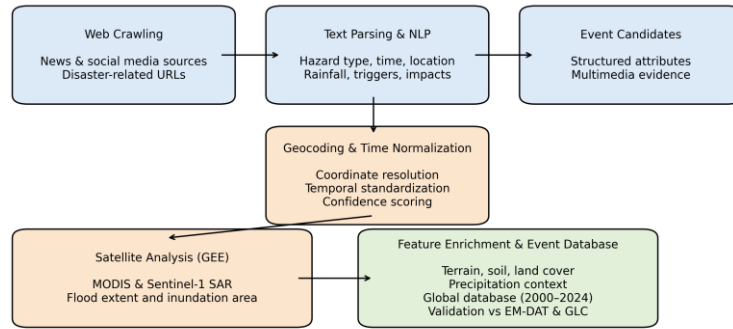 Web Crawling
News & social media sources
Disaster-related URLs
Text Parsing & NLP
Hazard type, time, location
Rainfall, triggers, impacts
Event Candidates
Structured attributes
Multimedia evidence
Geocoding & Time Normalization
Coordinate resolution
Temporal standardization
Confidence scoring
Satellite Analysis (GEE)
MODIS & Sentinel-1 SAR
Flood extent and inundation area
Feature Enrichment & Event Database
Terrain, soil, land cover
Precipitation context
Global database (2000–2024)
Validation vs EM-DAT & GLC